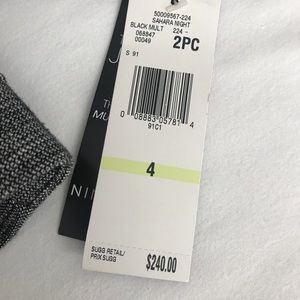 50009567-224
SAHARA NIGHT
BLACK MULT 224 -
068847
00049
2PC
S 91
0 08883 05781 4
91C1
4
SUGG RETAIL/
PRIX SUGG
$240.00